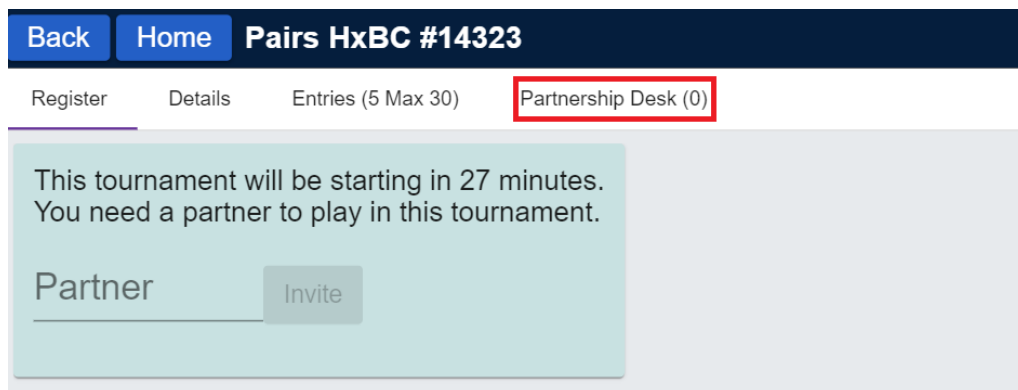 Back Home Pairs HxBC #14323
Register Details Entries (5 Max 30) Partnership Desk (0)
This tournament will be starting in 27 minutes.
You need a partner to play in this tournament.
Partner Invite